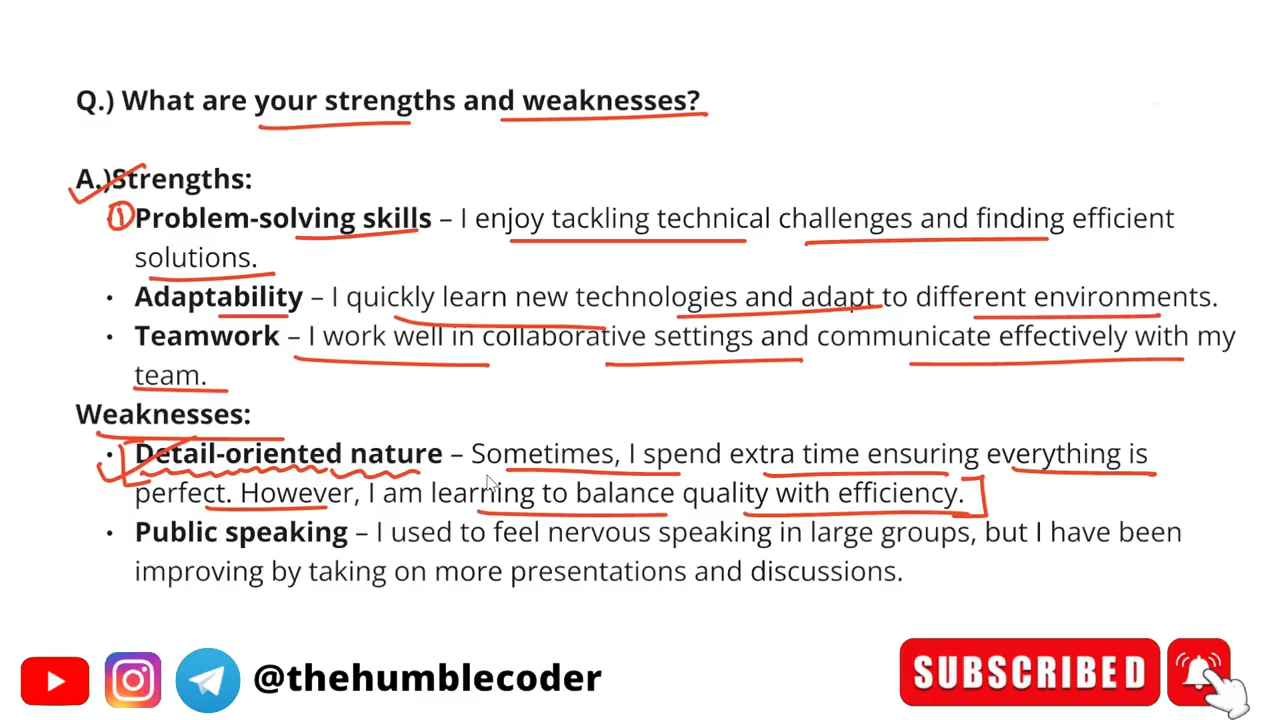 Q.) What are your strengths and weaknesses?
A.)Strengths:
① Problem-solving skills – I enjoy tackling technical challenges and finding efficient
solutions.
• Adaptability – I quickly learn new technologies and adapt to different environments.
• Teamwork – I work well in collaborative settings and communicate effectively with my
team.
Weaknesses:
• Detail-oriented nature – Sometimes, I spend extra time ensuring everything is
perfect. However, I am learning to balance quality with efficiency.
• Public speaking – I used to feel nervous speaking in large groups, but I have been
improving by taking on more presentations and discussions.
@thehumblecoder
SUBSCRIBED